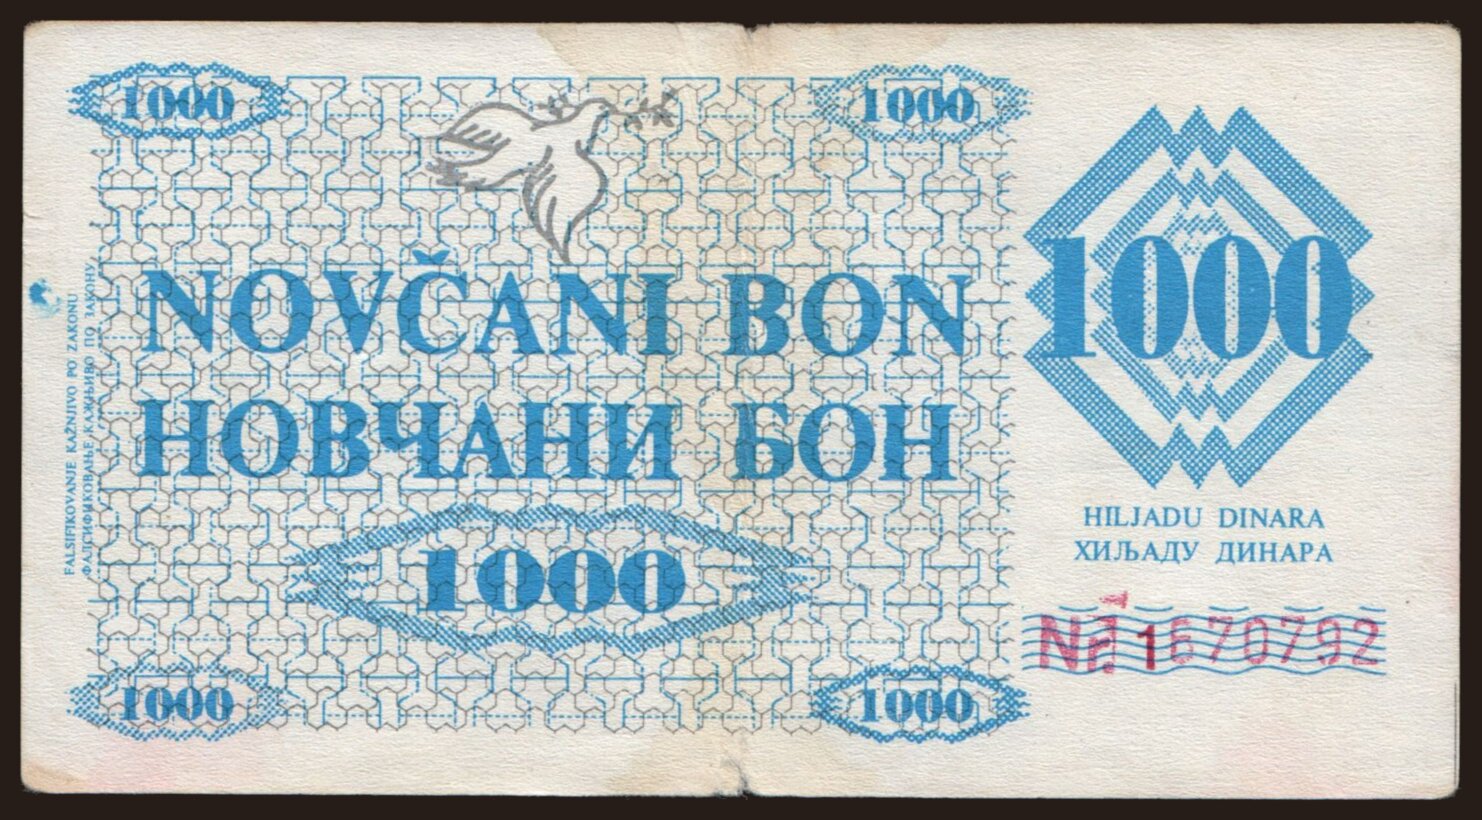 1000
1000
NOVČANI BON
НОВЧАНИ БОН
1000
1000
1000
FALSIFIKOVANJE KAŽNJIVO PO ZAKONU
ФАЛСИФИКОВАЊЕ КАЖЊИВО ПО ЗАКОНУ
1000
HILJADU DINARA
ХИЉАДУ ДИНАРА
1670792